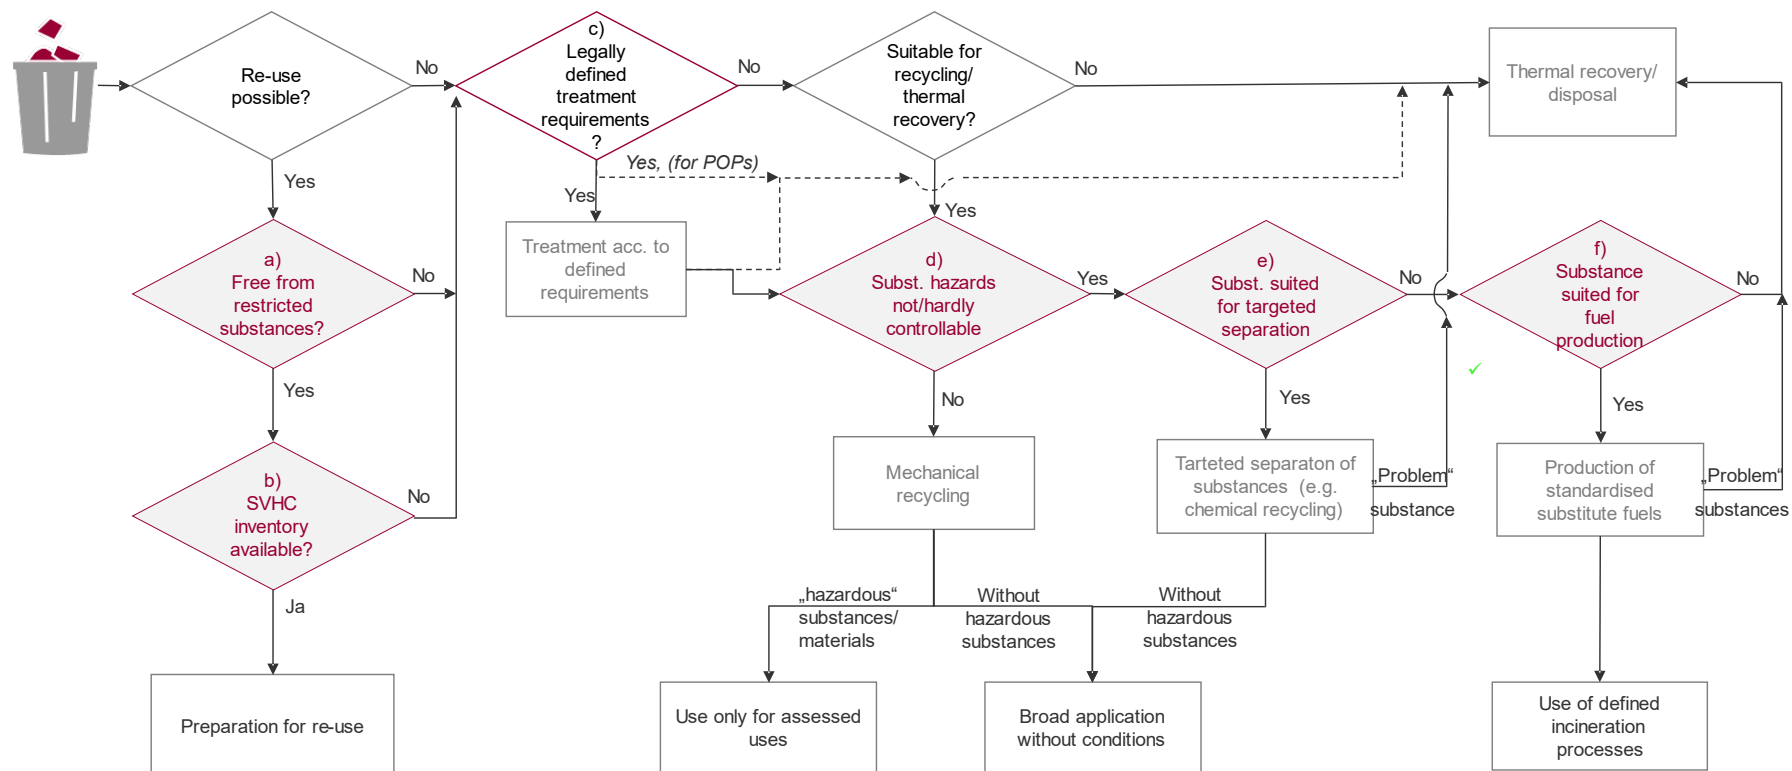 Re-use
possible?
No
c)
Legally
defined
treatment
requirements
?
No
Suitable for
recycling/
thermal
recovery?
No
Thermal recovery/
disposal
Yes
Yes, (for POPs)
Yes
Yes
a)
Free from
restricted
substances?
No
Treatment acc. to
defined
requirements
d)
Subst. hazards
not/hardly
controllable
Yes
e)
Subst. suited
for targeted
separation
No
f)
Substance
suited for
fuel
production
No
Yes
No
Yes
Yes
b)
SVHC
inventory
available?
No
Mechanical
recycling
Tarteted separaton of
substances (e.g.
chemical recycling)
„Problem“
substance
Production of
standardised
substitute fuels
„Problem“
substances
Ja
„hazardous“
substances/
materials
Without
hazardous
substances
Without
hazardous
substances
Preparation for re-use
Use only for assessed
uses
Broad application
without conditions
Use of defined
incineration
processes